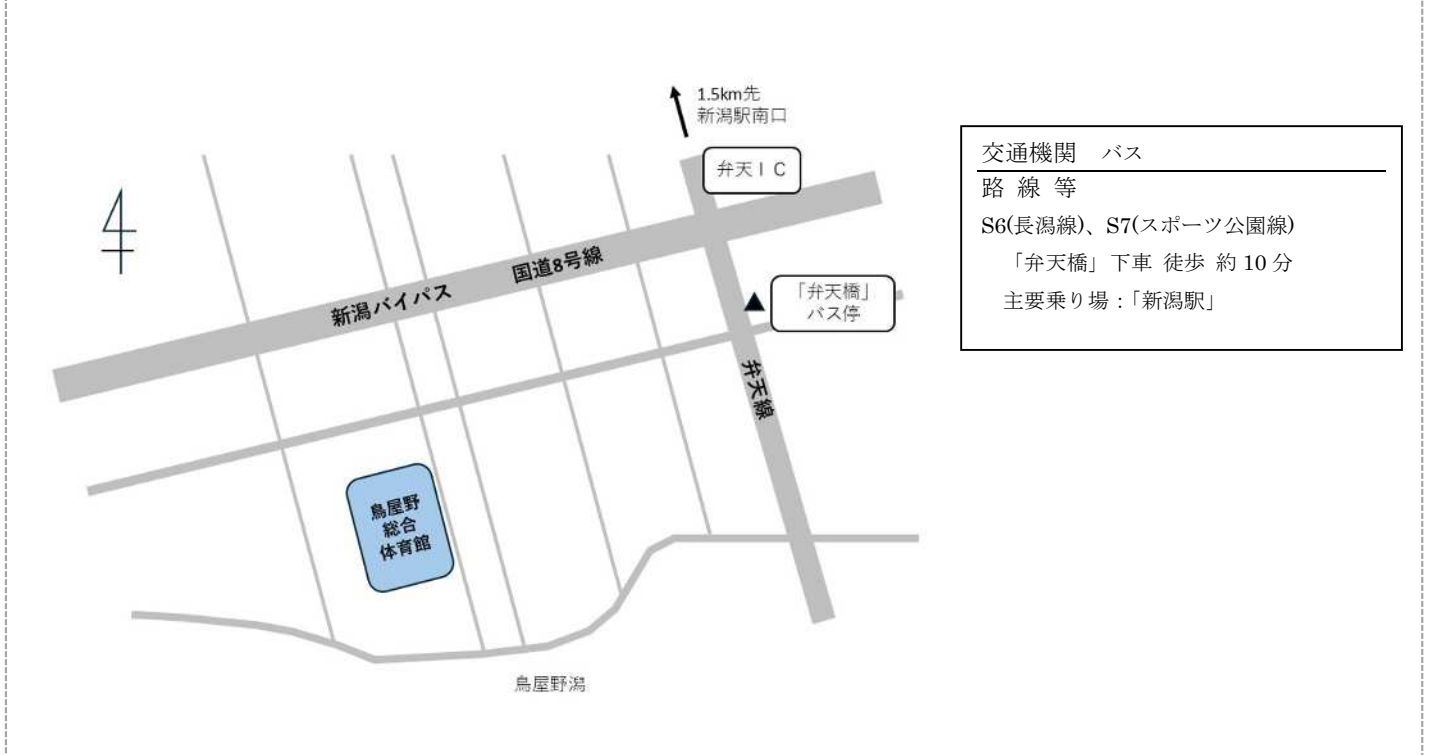 1.5km先
新潟駅南口
弁天IC
国道8号線
新潟バイパス
「弁天橋」
バス停
弁天線
鳥屋野
総合
体育館
鳥屋野潟
交通機関　バス
路 線 等
S6(長潟線)、S7(スポーツ公園線)
「弁天橋」下車 徒歩 約 10 分
主要乗り場：「新潟駅」